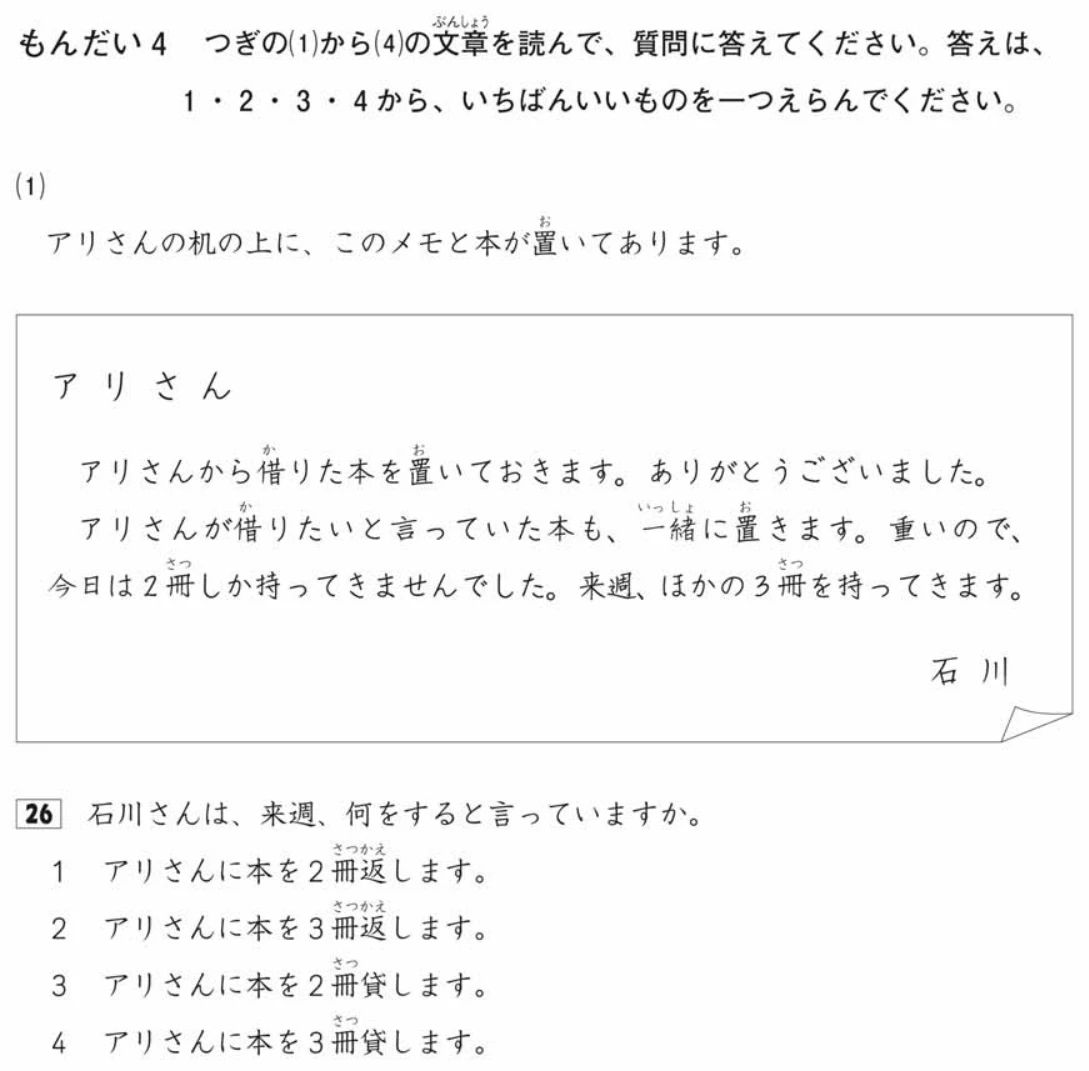 もんだい4　つぎの(1)から(4)の文章を読んで、質問に答えてください。答えは、
1・2・3・4から、いちばんいいものを一つえらんでください。
(1)
アリさんの机の上に、このメモと本が置いてあります。
アリさん
アリさんから借りた本を置いておきます。ありがとうございました。
アリさんが借りたいと言っていた本も、一緒に置きます。重いので、
今日は2冊しか持ってきませんでした。来週、ほかの3冊を持ってきます。
石川
26　石川さんは、来週、何をすると言っていますか。
1　アリさんに本を2冊返します。
2　アリさんに本を3冊返します。
3　アリさんに本を2冊貸します。
4　アリさんに本を3冊貸します。